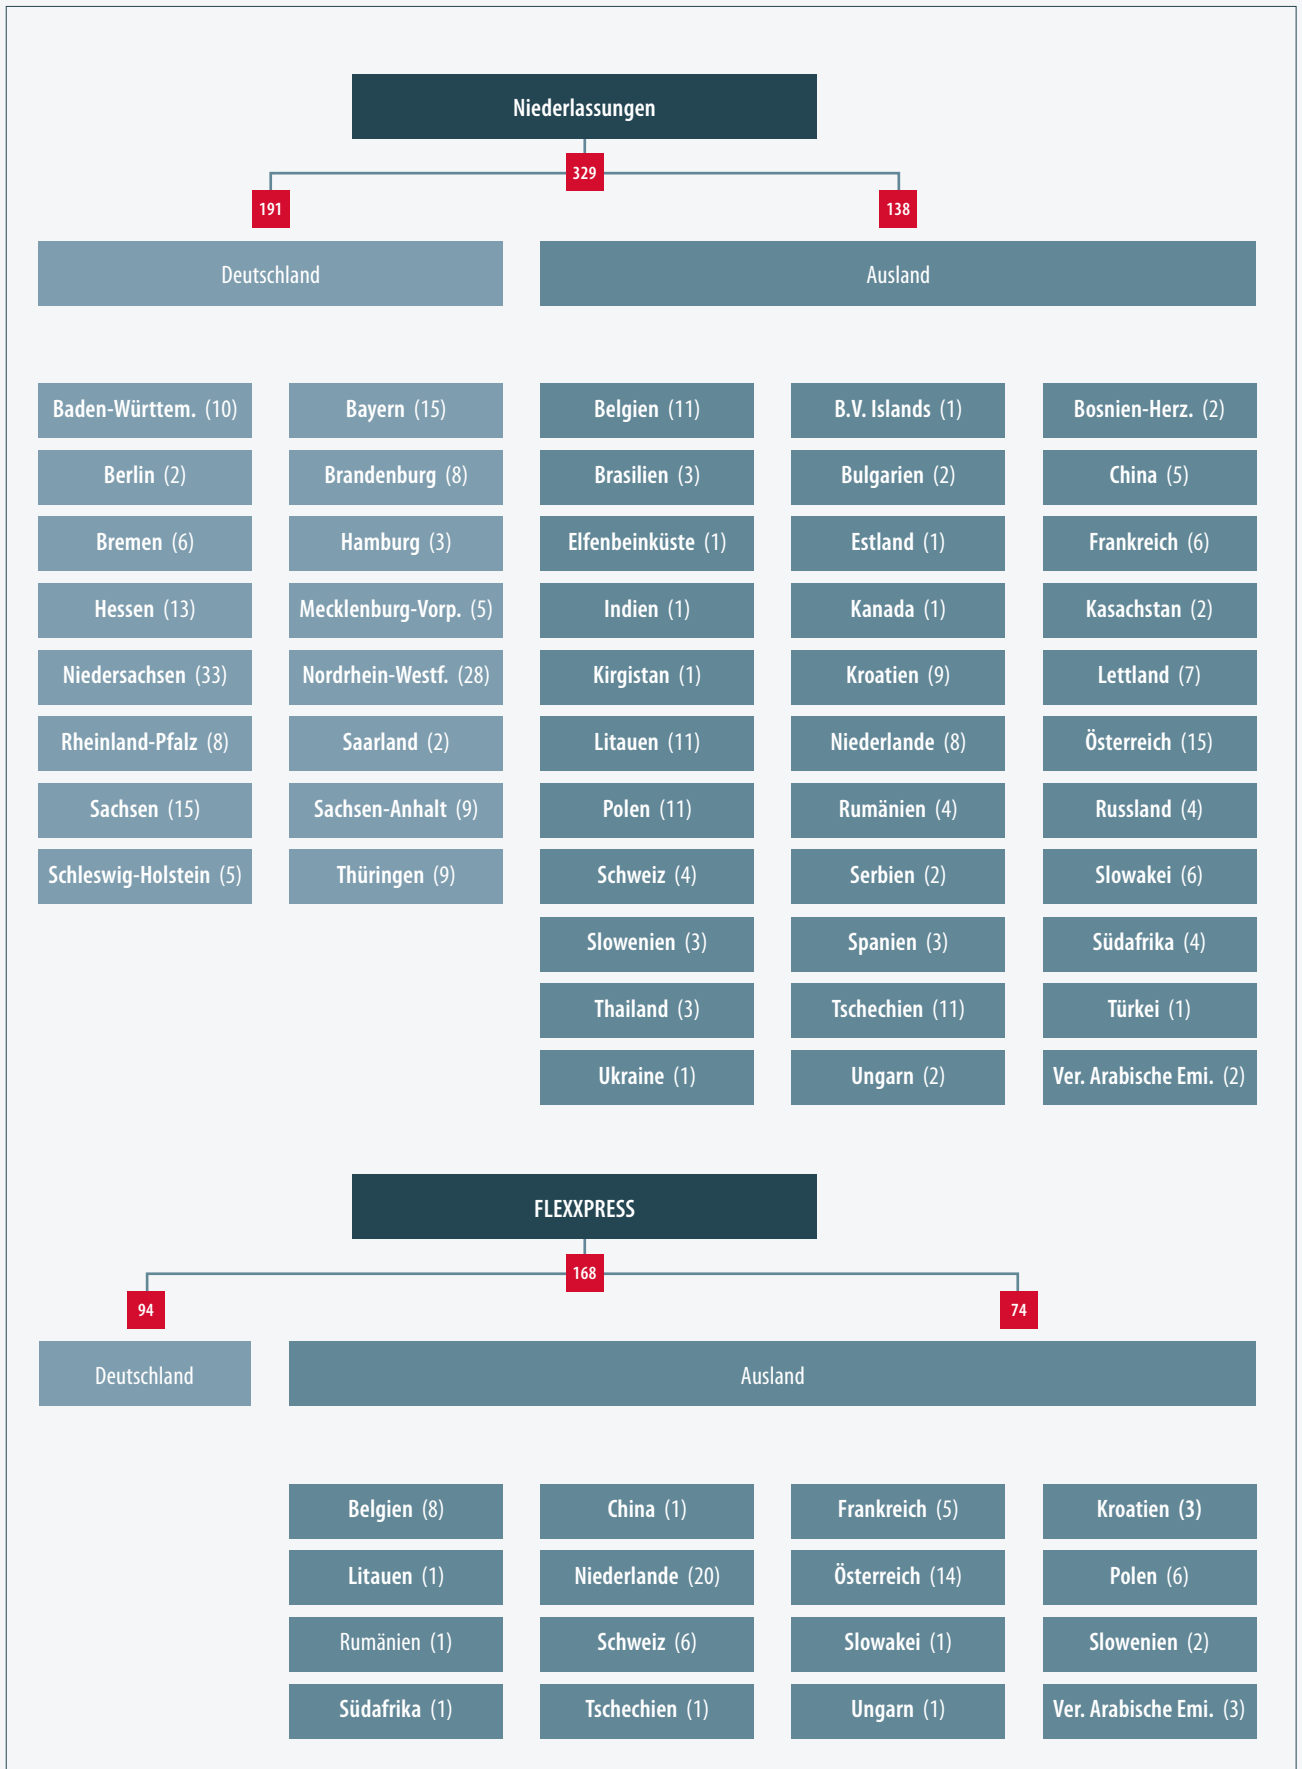 Niederlassungen
329
191
138
Deutschland
Ausland
Baden-Württem. (10)
Bayern (15)
Belgien (11)
B.V. Islands (1)
Bosnien-Herz. (2)
Berlin (2)
Brandenburg (8)
Brasilien (3)
Bulgarien (2)
China (5)
Bremen (6)
Hamburg (3)
Elfenbeinküste (1)
Estland (1)
Frankreich (6)
Hessen (13)
Mecklenburg-Vorp. (5)
Indien (1)
Kanada (1)
Kasachstan (2)
Niedersachsen (33)
Nordrhein-Westf. (28)
Kirgistan (1)
Kroatien (9)
Lettland (7)
Rheinland-Pfalz (8)
Saarland (2)
Litauen (11)
Niederlande (8)
Österreich (15)
Sachsen (15)
Sachsen-Anhalt (9)
Polen (11)
Rumänien (4)
Russland (4)
Schleswig-Holstein (5)
Thüringen (9)
Schweiz (4)
Serbien (2)
Slowakei (6)
Slowenien (3)
Spanien (3)
Südafrika (4)
Thailand (3)
Tschechien (11)
Türkei (1)
Ukraine (1)
Ungarn (2)
Ver. Arabische Emi. (2)
FLEXXPRESS
168
94
74
Deutschland
Ausland
Belgien (8)
China (1)
Frankreich (5)
Kroatien (3)
Litauen (1)
Niederlande (20)
Österreich (14)
Polen (6)
Rumänien (1)
Schweiz (6)
Slowakei (1)
Slowenien (2)
Südafrika (1)
Tschechien (1)
Ungarn (1)
Ver. Arabische Emi. (3)